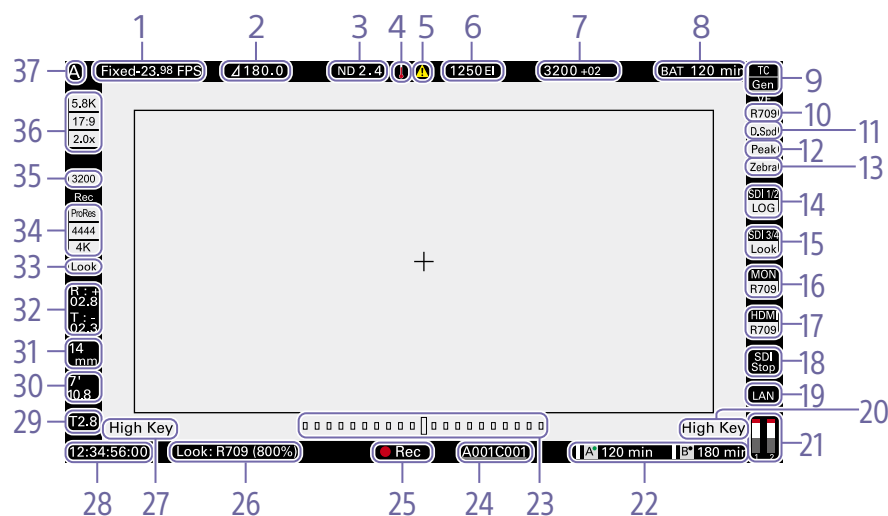 1 2 3 4 5 6 7 8
37 A Fixed-23.98 FPS ⊿180.0 ND 2.4 1250EI 3200 +02 BAT 120 min TC
Gen 9
VF
R709 10
D.Spd 11
Peak 12
Zebra 13
SDI 1/2
LOG 14
SDI 3/4
Look 15
MON
R709 16
HDMI
R709 17
SDI
Stop 18
LAN 19
20
21
1 2
36 5.8K
17:9
2.0x
35 3200
Rec
34 ProRes
4444
4K
33 Look
32 R : +
02.8
T : -
02.3
31 14
mm
30 7'
10.8
29 T2.8
High Key High Key
12:34:56:00 Look: R709 (800%) Rec A001C001 A 120 min B 180 min
28 27 26 25 24 23 22